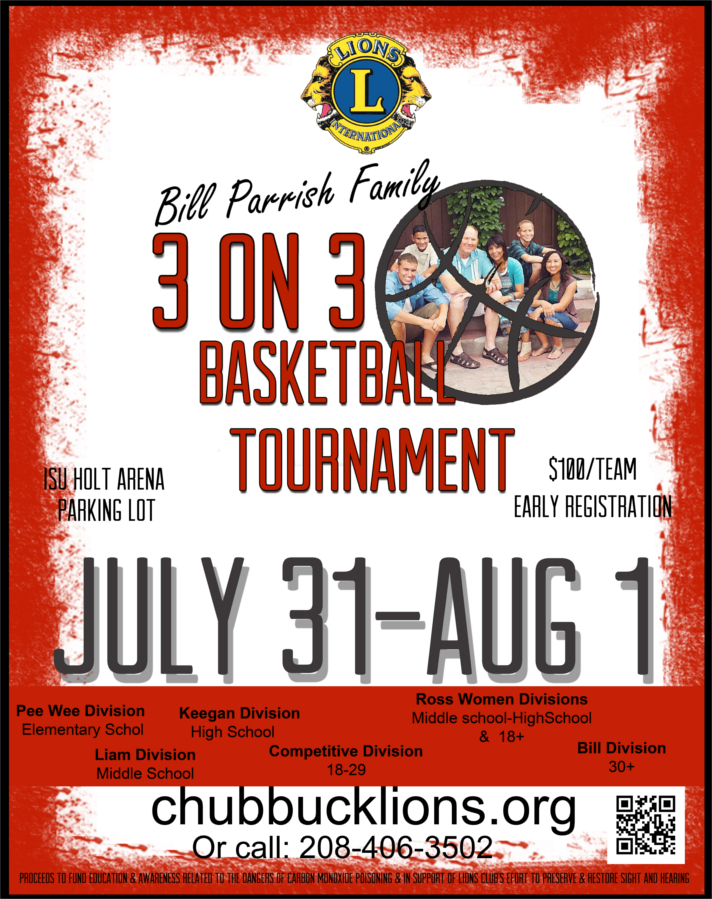 LIONS
L
INTERNATIONAL
®
Bill Parrish Family
3 ON 3
BASKETBALL
TOURNAMENT
ISU HOLT ARENA
PARKING LOT
$100/TEAM
EARLY REGISTRATION
JULY 31-AUG 1
Pee Wee Division
Elementary Schol
Liam Division
Middle School
Keegan Division
High School
Competitive Division
18-29
Ross Women Divisions
Middle school-HighSchool
& 18+
Bill Division
30+
chubbucklions.org
Or call: 208-406-3502
PROCEEDS TO FUND EDUCATION & AWARENESS RELATED TO THE DANGERS OF CARBON MONOXIDE POISONING & IN SUPPORT OF LIONS CLUB'S EFORT TO PRESERVE & RESTORE SIGHT AND HEARING